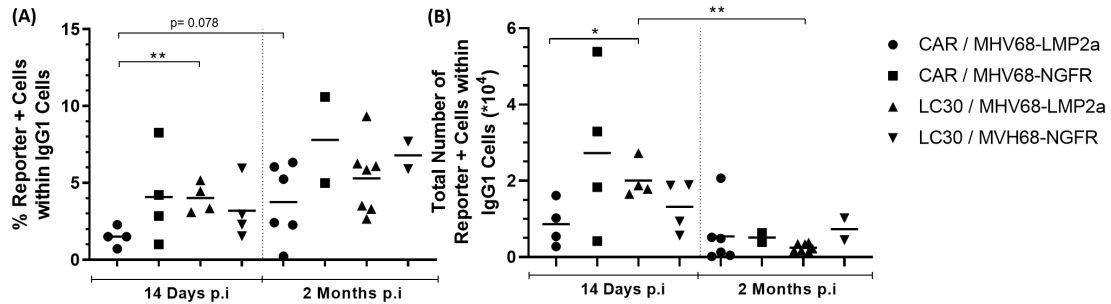 (A)
% Reporter + Cells
within IgG1 Cells
15
10
5
0
p= 0.078
**
14 Days p.i
2 Months p.i
(B)
Total Number of
Reporter + Cells within
IgG1 Cells (*10⁴)
6
4
2
0
*
**
14 Days p.i
2 Months p.i
CAR / MHV68-LMP2a
CAR / MHV68-NGFR
LC30 / MHV68-LMP2a
LC30 / MVH68-NGFR